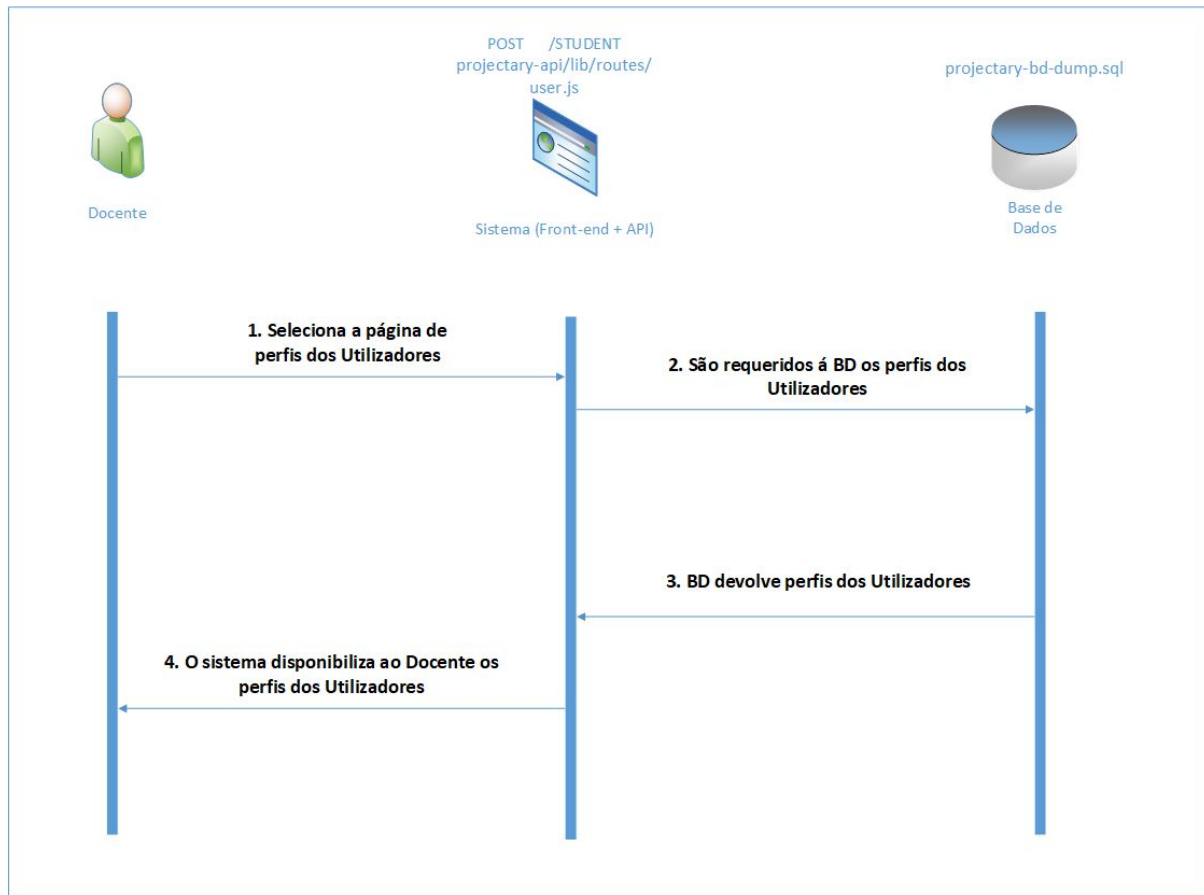 POST /STUDENT
projectary-api/lib/routes/
user.js
projectary-bd-dump.sql
Docente
Sistema (Front-end + API)
Base de
Dados
1. Seleciona a página de
perfis dos Utilizadores
2. São requeridos á BD os perfis dos
Utilizadores
3. BD devolve perfis dos Utilizadores
4. O sistema disponibiliza ao Docente os
perfis dos Utilizadores